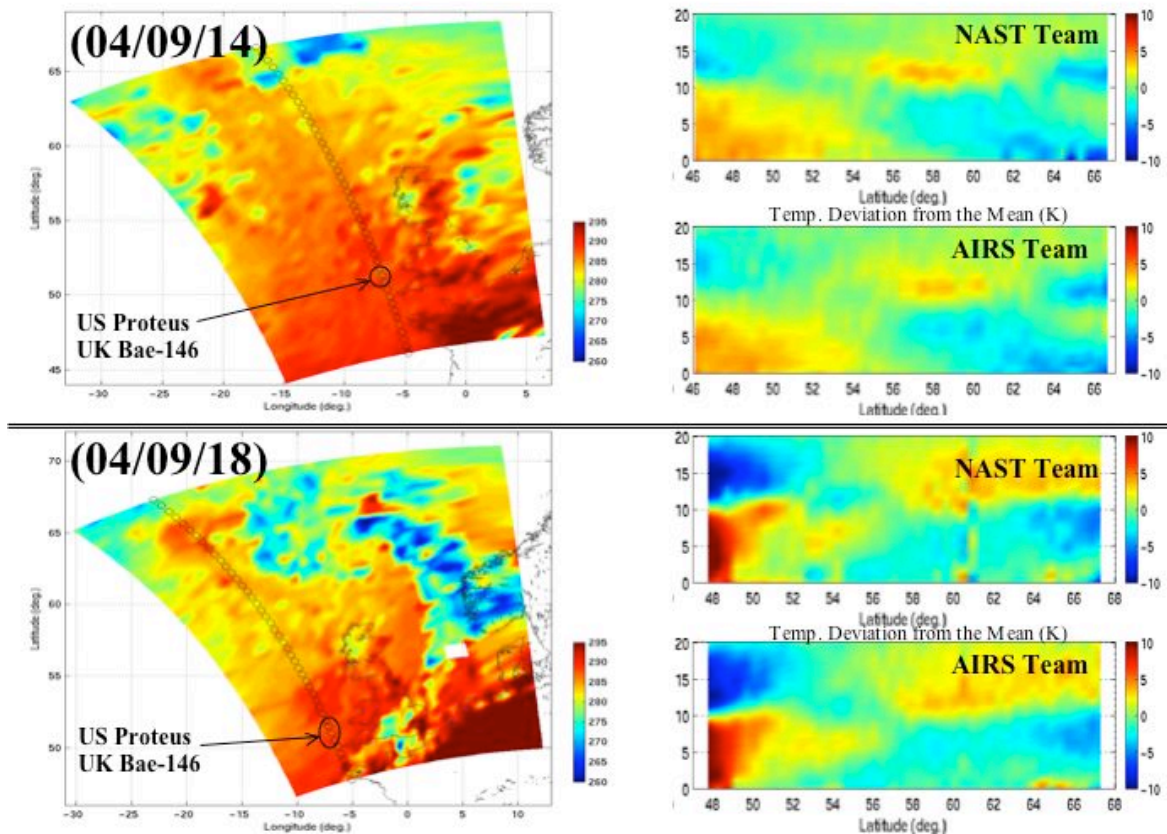 (04/09/14)
65
60
55
50
45
Latitude (deg.)
−30 −25 −20 −15 −10 −5 0 5
Longitude (deg.)
US Proteus
UK Bae-146
295
290
285
280
275
270
265
260
NAST Team
20
15
10
5
0
46 48 50 52 54 56 58 60 62 64 66
Latitude (deg.)
10
5
0
−5
−10
Temp. Deviation from the Mean (K)
AIRS Team
20
15
10
5
0
46 48 50 52 54 56 58 60 62 64 66
Latitude (deg.)
10
5
0
−5
−10
(04/09/18)
70
65
60
55
50
Latitude (deg.)
−30 −25 −20 −15 −10 −5 0 5 10
Longitude (deg.)
US Proteus
UK Bae-146
295
290
285
280
275
270
265
260
NAST Team
20
15
10
5
0
48 50 52 54 56 58 60 62 64 66 68
Latitude (deg.)
10
5
0
−5
−10
Temp. Deviation from the Mean (K)
AIRS Team
20
15
10
5
0
48 50 52 54 56 58 60 62 64 66 68
Latitude (deg.)
10
5
0
−5
−10